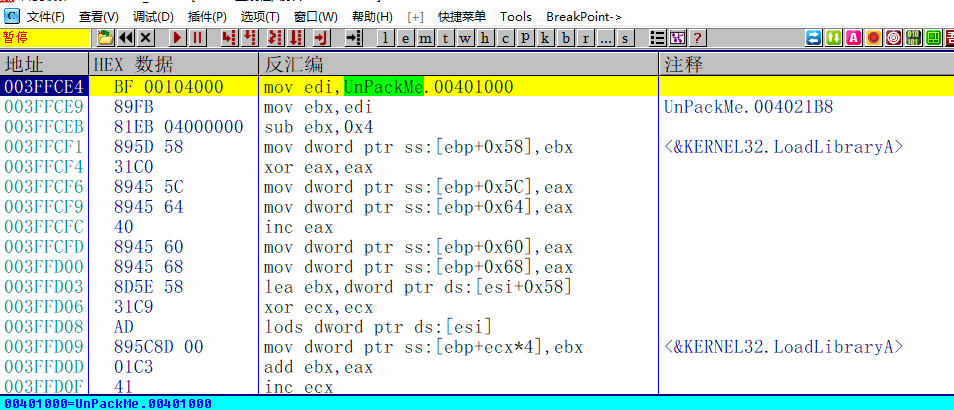 C 文件(F) 查看(V) 调试(D) 插件(P) 选项(T) 窗口(W) 帮助(H) [+] 快捷菜单 Tools BreakPoint->
暂停 l e m t w h c p k b r ... s ?
地址 HEX 数据 反汇编 注释
003FFCE4 BF 00104000 mov edi,UnPackMe.00401000
003FFCE9 89FB mov ebx,edi UnPackMe.004021B8
003FFCEB 81EB 04000000 sub ebx,0x4
003FFCF1 895D 58 mov dword ptr ss:[ebp+0x58],ebx <&KERNEL32.LoadLibraryA>
003FFCF4 31C0 xor eax,eax
003FFCF6 8945 5C mov dword ptr ss:[ebp+0x5C],eax
003FFCF9 8945 64 mov dword ptr ss:[ebp+0x64],eax
003FFCFC 40 inc eax
003FFCFD 8945 60 mov dword ptr ss:[ebp+0x60],eax
003FFD00 8945 68 mov dword ptr ss:[ebp+0x68],eax
003FFD03 8D5E 58 lea ebx,dword ptr ds:[esi+0x58]
003FFD06 31C9 xor ecx,ecx
003FFD08 AD lods dword ptr ds:[esi]
003FFD09 895C8D 00 mov dword ptr ss:[ebp+ecx*4],ebx <&KERNEL32.LoadLibraryA>
003FFD0D 01C3 add ebx,eax
003FFD0F 41 inc ecx
00401000=UnPackMe.00401000